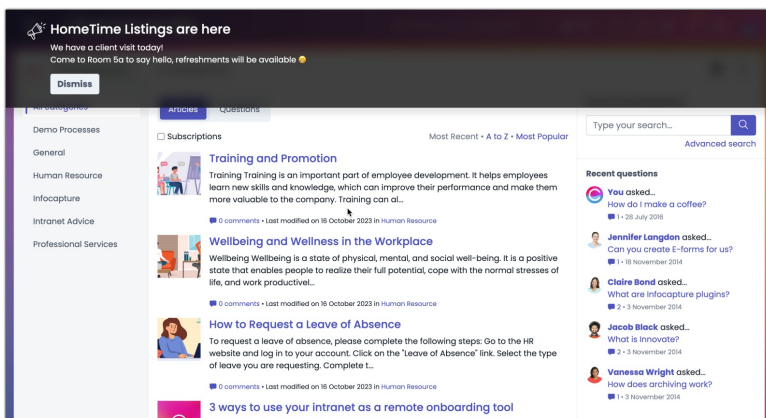 HomeTime Listings are here
We have a client visit today!
Come to Room 5a to say hello, refreshments will be available
Dismiss
All categories
Demo Processes
General
Human Resource
Infocapture
Intranet Advice
Professional Services
Articles
Questions
Subscriptions
Most Recent • A to Z • Most Popular
Training and Promotion
Training Training is an important part of employee development. It helps employees
learn new skills and knowledge, which can improve their performance and make them
more valuable to the company. Training can al...
0 comments • Last modified on 16 October 2023 in Human Resource
Wellbeing and Wellness in the Workplace
Wellbeing Wellbeing is a state of physical, mental, and social well-being. It is a positive
state that enables people to realize their full potential, cope with the normal stresses of
life, and work productivel...
0 comments • Last modified on 16 October 2023 in Human Resource
How to Request a Leave of Absence
To request a leave of absence, please complete the following steps: Go to the HR
website and log in to your account. Click on the "Leave of Absence" link. Select the type
of leave you are requesting. Complete t...
0 comments • Last modified on 16 October 2023 in Human Resource
3 ways to use your intranet as a remote onboarding tool
Type your search...
Advanced search
Recent questions
You asked...
How do I make a coffee?
1 • 28 July 2016
Jennifer Langdon asked...
Can you create E-forms for us?
1 • 18 November 2014
Claire Bond asked...
What are Infocapture plugins?
2 • 3 November 2014
Jacob Black asked...
What is Innovate?
2 • 3 November 2014
Vanessa Wright asked...
How does archiving work?
1 • 3 November 2014